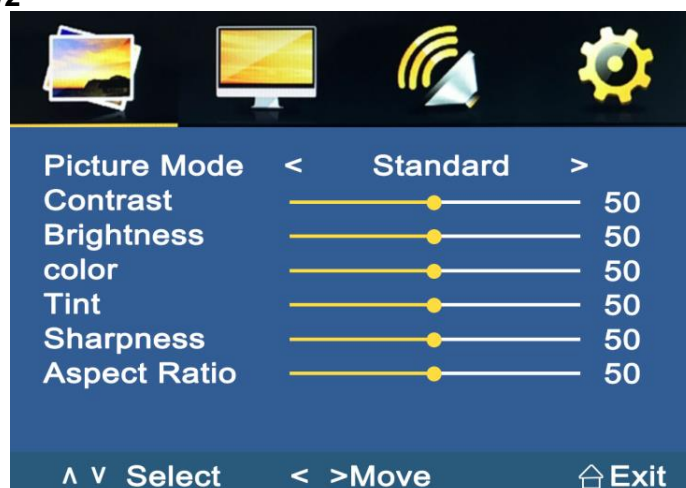 Picture Mode < Standard >
Contrast 50
Brightness 50
color 50
Tint 50
Sharpness 50
Aspect Ratio 50
∧ ∨ Select < >Move Exit